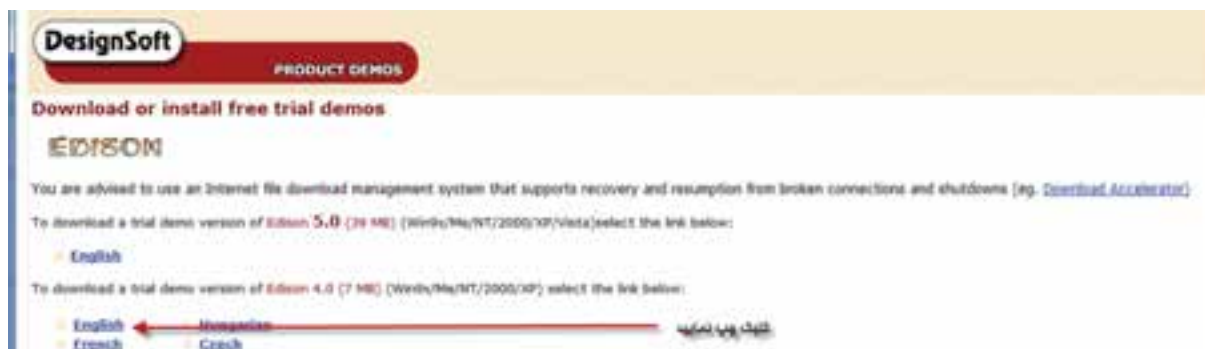 DesignSoft
PRODUCT DEMOS
Download or install free trial demos
EDISON
You are advised to use an Internet file download management system that supports recovery and resumption from broken connections and shutdowns (eg. Download Accelerator)
To download a trial demo version of Edison 5.0 (39 MB) (Win9x/Me/NT/2000/XP/Vista)select the link below:
English
To download a trial demo version of Edison 4.0 (7 MB) (Win9x/Me/NT/2000/XP) select the link below:
English Hungarian کلیک چپ نمایید
French Czech